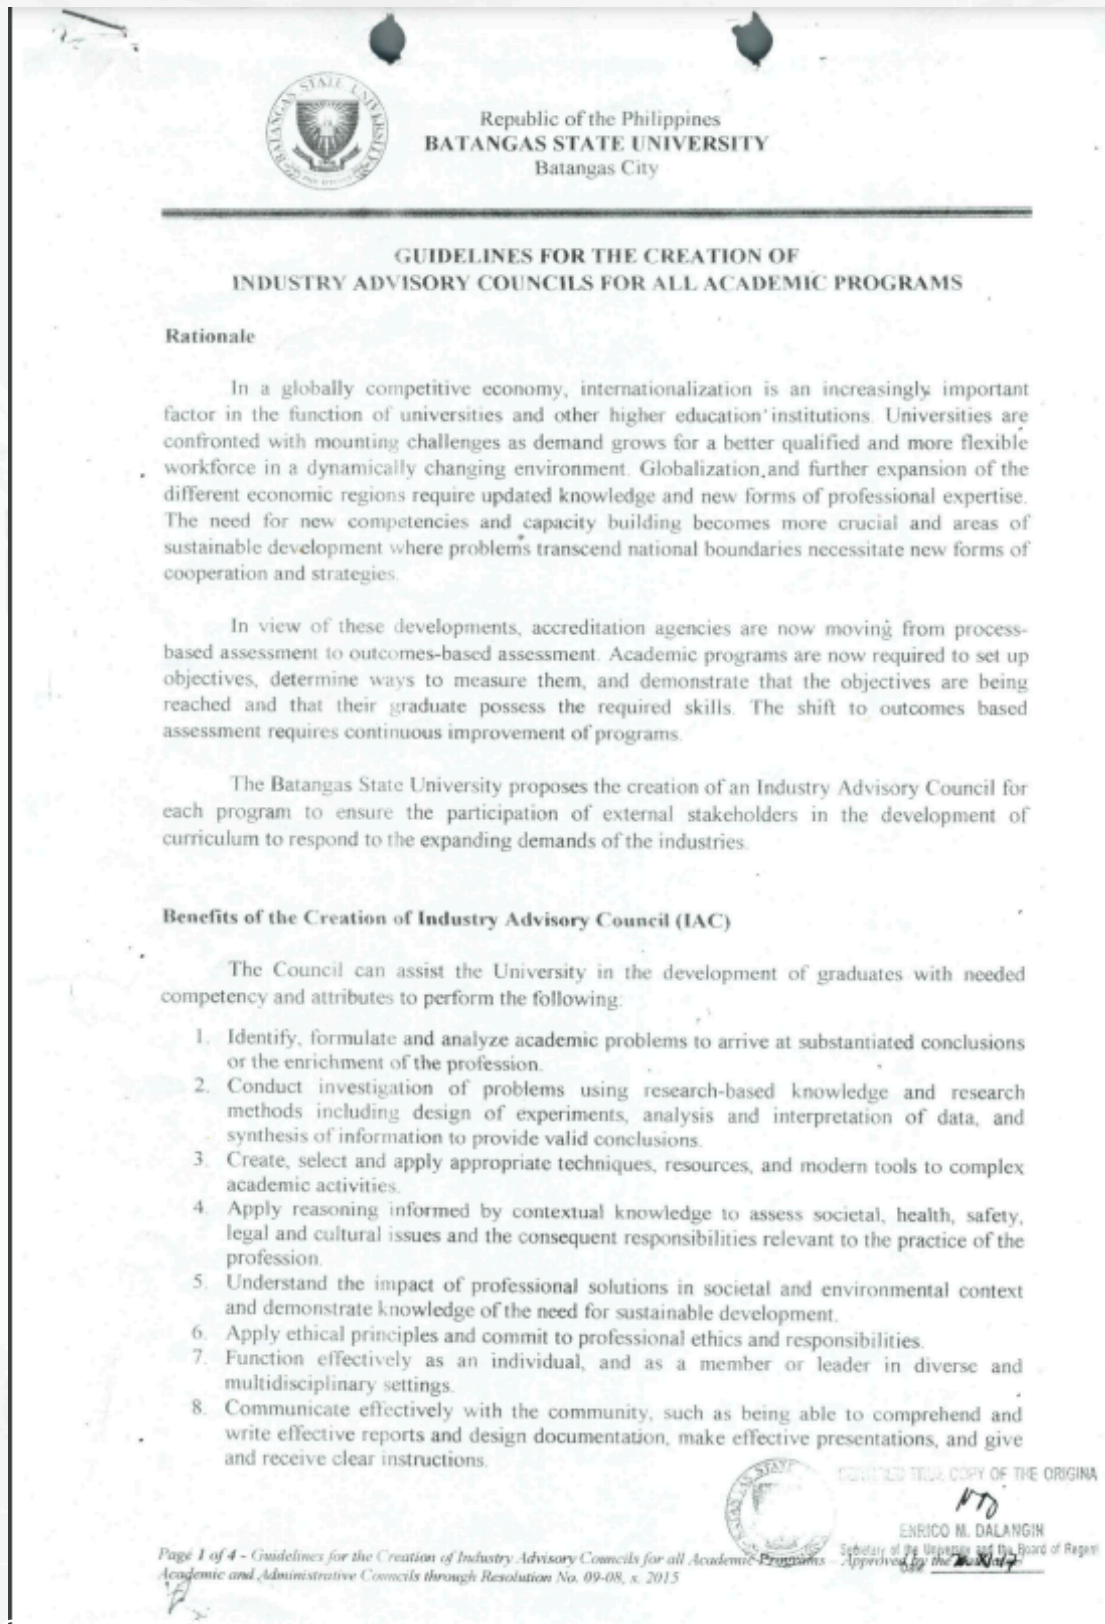 BATANGAS STATE UNIVERSITY
Republic of the Philippines
BATANGAS STATE UNIVERSITY
Batangas City
GUIDELINES FOR THE CREATION OF
INDUSTRY ADVISORY COUNCILS FOR ALL ACADEMIC PROGRAMS
Rationale
In a globally competitive economy, internationalization is an increasingly important
factor in the function of universities and other higher education institutions. Universities are
confronted with mounting challenges as demand grows for a better qualified and more flexible
workforce in a dynamically changing environment. Globalization and further expansion of the
different economic regions require updated knowledge and new forms of professional expertise.
The need for new competencies and capacity building becomes more crucial and areas of
sustainable development where problems transcend national boundaries necessitate new forms of
cooperation and strategies.
In view of these developments, accreditation agencies are now moving from process-
based assessment to outcomes-based assessment. Academic programs are now required to set up
objectives, determine ways to measure them, and demonstrate that the objectives are being
reached and that their graduate possess the required skills. The shift to outcomes based
assessment requires continuous improvement of programs.
The Batangas State University proposes the creation of an Industry Advisory Council for
each program to ensure the participation of external stakeholders in the development of
curriculum to respond to the expanding demands of the industries.
Benefits of the Creation of Industry Advisory Council (IAC)
The Council can assist the University in the development of graduates with needed
competency and attributes to perform the following:
1. Identify, formulate and analyze academic problems to arrive at substantiated conclusions
or the enrichment of the profession.
2. Conduct investigation of problems using research-based knowledge and research
methods including design of experiments, analysis and interpretation of data, and
synthesis of information to provide valid conclusions.
3. Create, select and apply appropriate techniques, resources, and modern tools to complex
academic activities.
4. Apply reasoning informed by contextual knowledge to assess societal, health, safety,
legal and cultural issues and the consequent responsibilities relevant to the practice of the
profession.
5. Understand the impact of professional solutions in societal and environmental context
and demonstrate knowledge of the need for sustainable development.
6. Apply ethical principles and commit to professional ethics and responsibilities.
7. Function effectively as an individual, and as a member or leader in diverse and
multidisciplinary settings.
8. Communicate effectively with the community, such as being able to comprehend and
write effective reports and design documentation, make effective presentations, and give
and receive clear instructions.
BATANGAS STATE
CERTIFIED TRUE COPY OF THE ORIGINA
ENRICO M. DALANGIN
Secretary of the University and the Board of Regent
Page 1 of 4 - Guidelines for the Creation of Industry Advisory Councils for all Academic Programs - Approved by the
Academic and Administrative Councils through Resolution No. 09-08, s. 2015